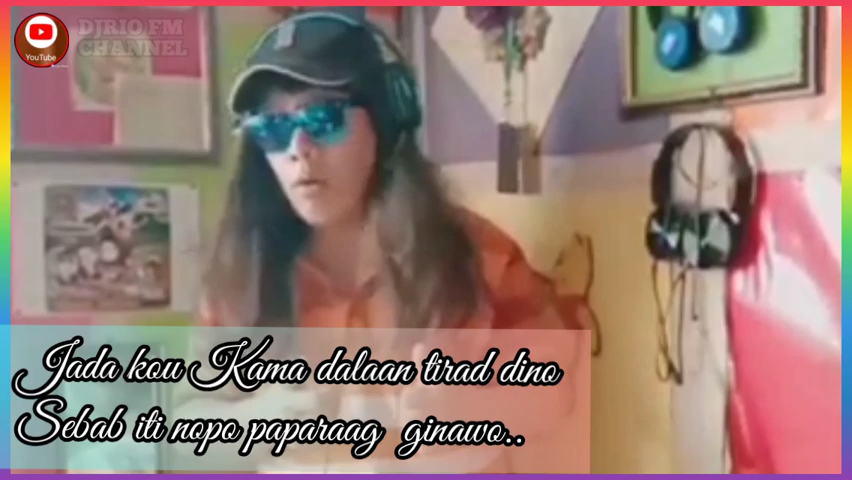 DJRIO FM
CHANNEL
YouTube
Jada kou Kama dalaan tirad dino
Sebab iti nopo paparaag ginawo..